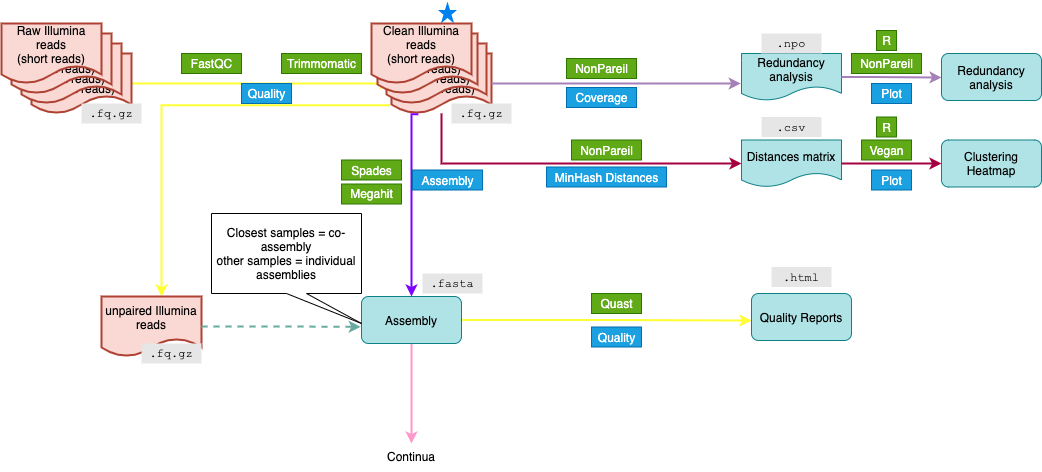 Raw Illumina
reads
(short reads)
reads)
reads)
reads)
.fq.gz
FastQC
Trimmomatic
Quality
Clean Illumina
reads
(short reads)
reads)
reads)
reads)
.fq.gz
NonPareil
Coverage
.npo
Redundancy
analysis
R
NonPareil
Plot
Redundancy
analysis
NonPareil
MinHash Distances
.csv
Distances matrix
R
Vegan
Plot
Clustering
Heatmap
Spades
Megahit
Assembly
Closest samples = co-
assembly
other samples = individual
assemblies
unpaired Illumina
reads
.fq.gz
.fasta
Assembly
Quast
Quality
.html
Quality Reports
Continua